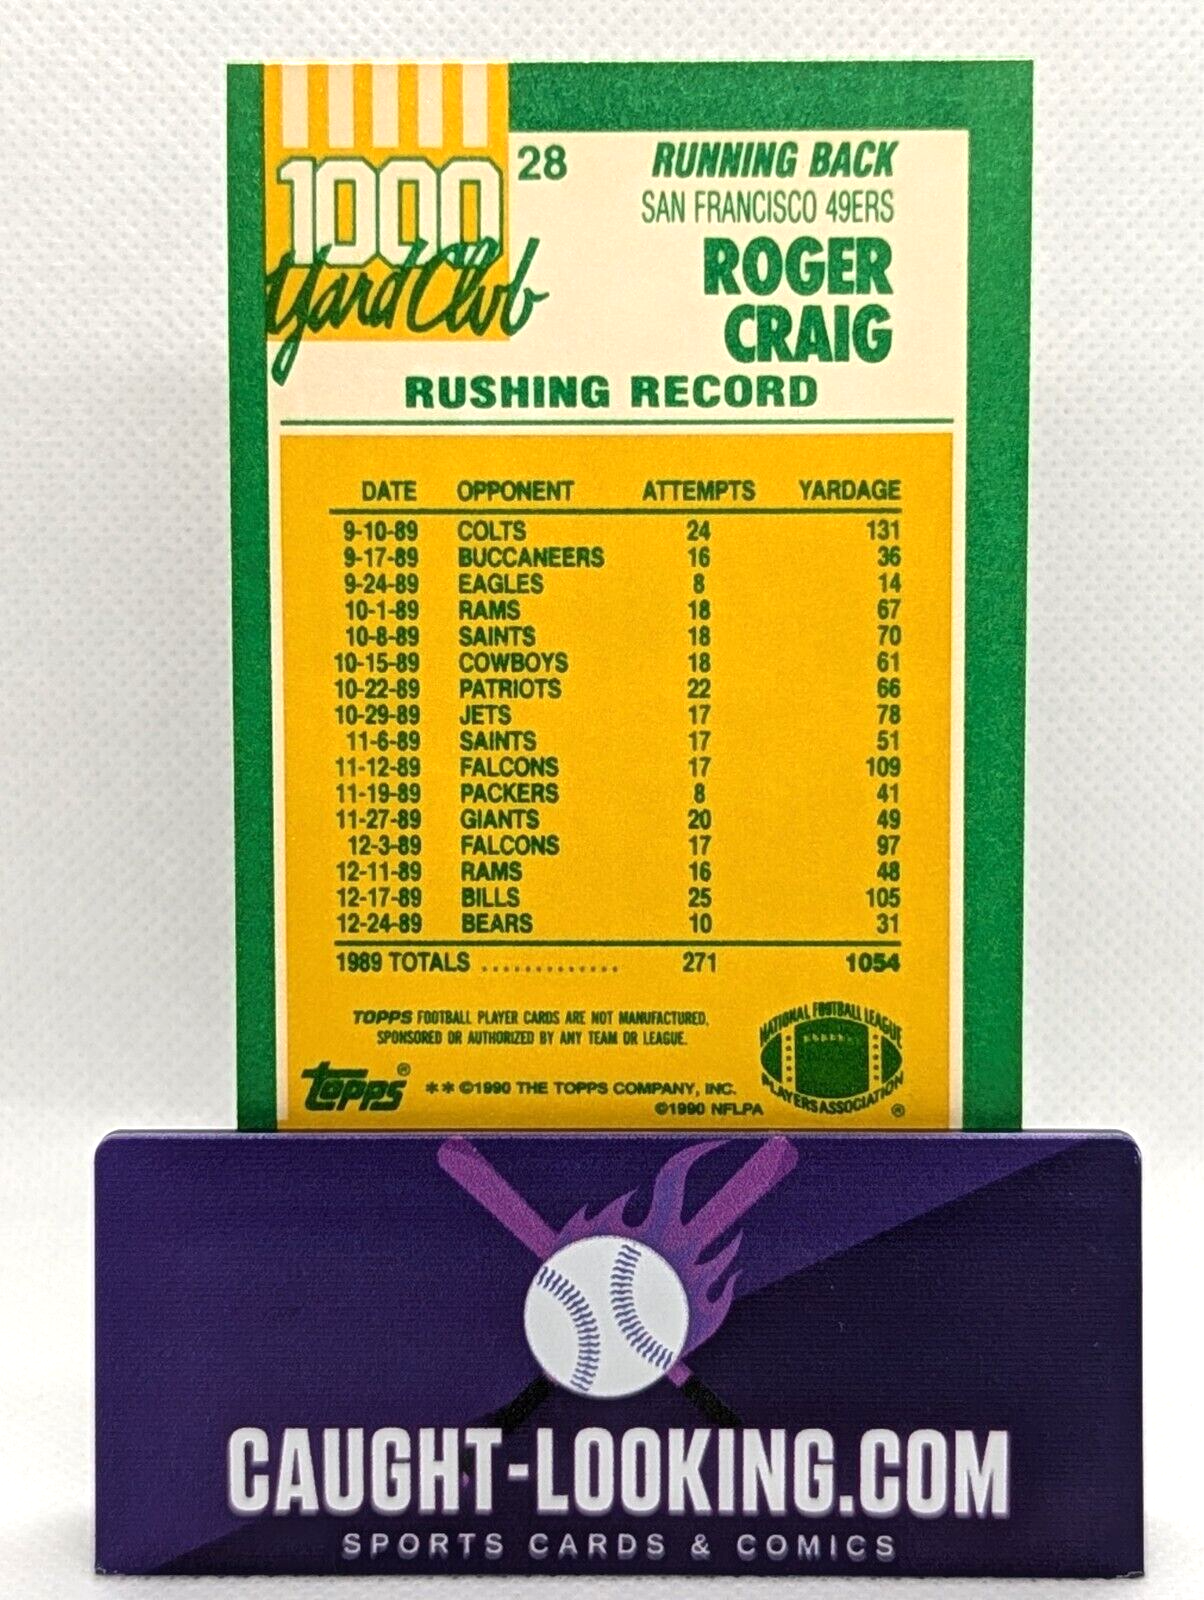 1000
Yard Club
28
RUNNING BACK
SAN FRANCISCO 49ERS
ROGER
CRAIG
RUSHING RECORD
DATE OPPONENT ATTEMPTS YARDAGE
9-10-89 COLTS 24 131
9-17-89 BUCCANEERS 16 36
9-24-89 EAGLES 8 14
10-1-89 RAMS 18 67
10-8-89 SAINTS 18 70
10-15-89 COWBOYS 18 61
10-22-89 PATRIOTS 22 66
10-29-89 JETS 17 78
11-6-89 SAINTS 17 51
11-12-89 FALCONS 17 109
11-19-89 PACKERS 8 41
11-27-89 GIANTS 20 49
12-3-89 FALCONS 17 97
12-11-89 RAMS 16 48
12-17-89 BILLS 25 105
12-24-89 BEARS 10 31
1989 TOTALS .............. 271 1054
TOPPS FOOTBALL PLAYER CARDS ARE NOT MANUFACTURED,
SPONSORED OR AUTHORIZED BY ANY TEAM OR LEAGUE.
TOPPS® **©1990 THE TOPPS COMPANY, INC.
©1990 NFLPA
NATIONAL FOOTBALL LEAGUE
PLAYERS ASSOCIATION ®
CAUGHT-LOOKING.COM
SPORTS CARDS & COMICS